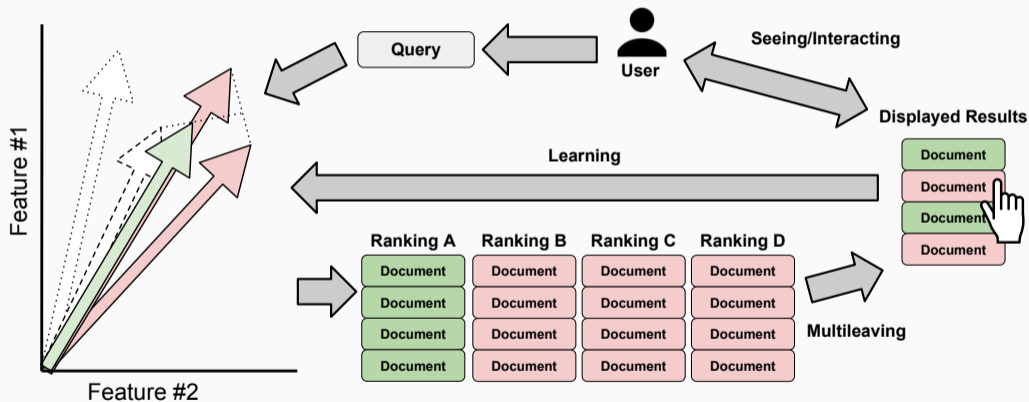 Query
User
Seeing/Interacting
Displayed Results
Document
Document
Document
Document
Learning
Feature #1
Ranking A Ranking B Ranking C Ranking D
Document Document Document Document
Document Document Document Document
Document Document Document Document
Document Document Document Document
Multileaving
Feature #2